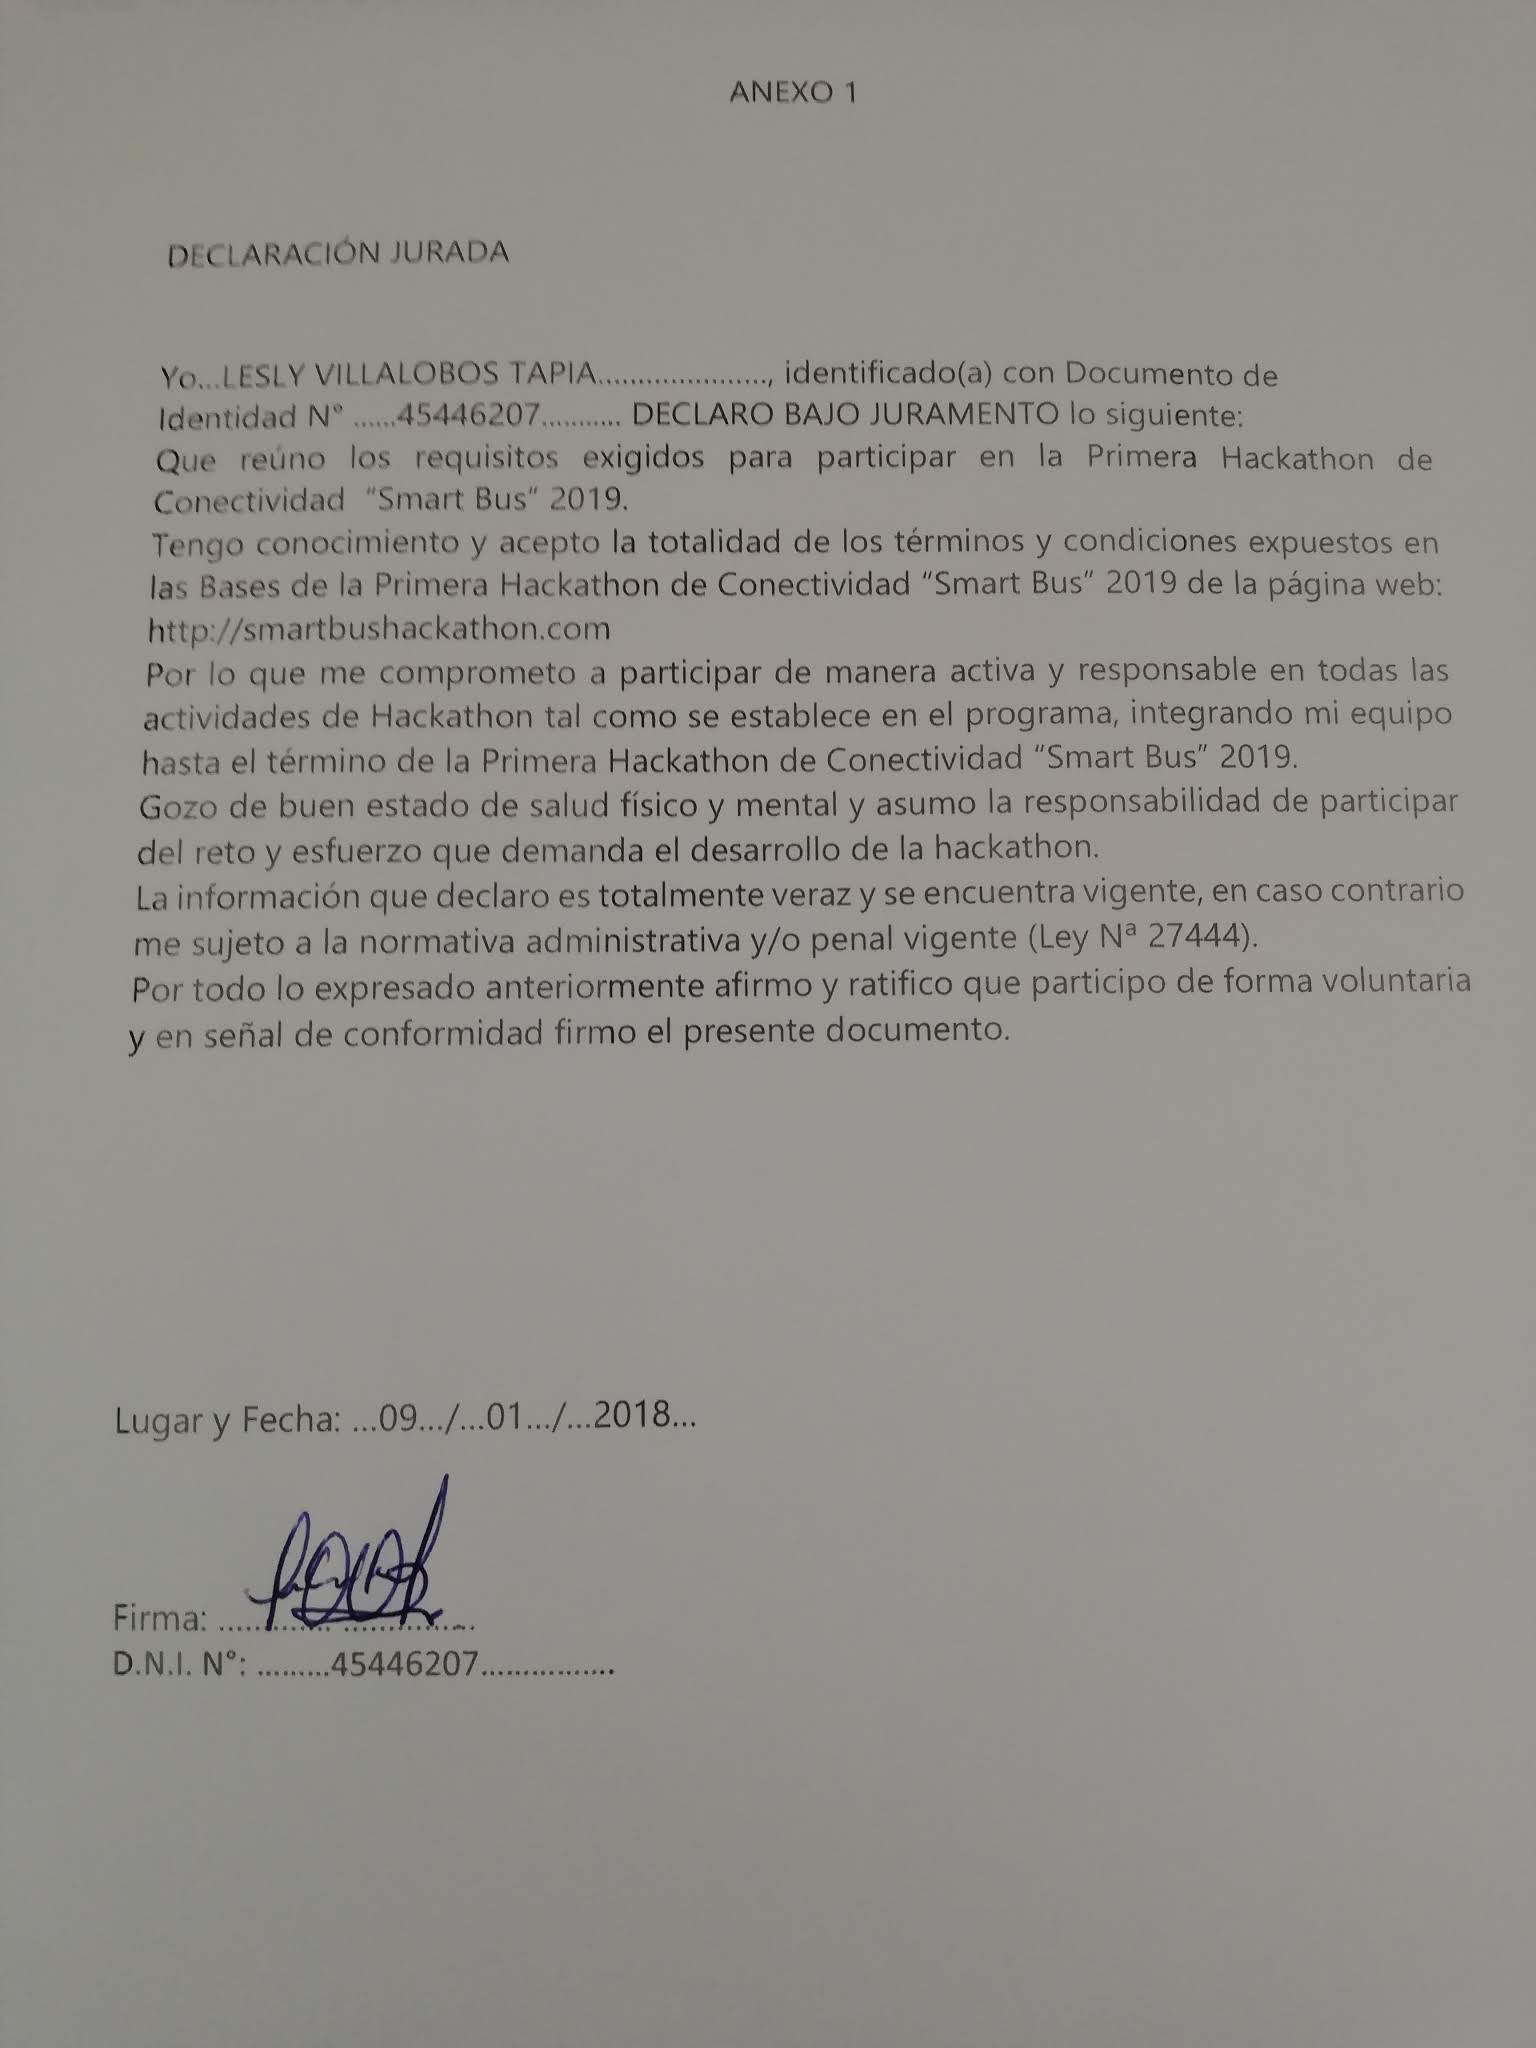 ANEXO 1
DECLARACIÓN JURADA
Yo...LESLY VILLALOBOS TAPIA....................., identificado(a) con Documento de
Identidad N° ......45446207.......... DECLARO BAJO JURAMENTO lo siguiente:
Que reúno los requisitos exigidos para participar en la Primera Hackathon de
Conectividad “Smart Bus” 2019.
Tengo conocimiento y acepto la totalidad de los términos y condiciones expuestos en
las Bases de la Primera Hackathon de Conectividad “Smart Bus” 2019 de la página web:
http://smartbushackathon.com
Por lo que me comprometo a participar de manera activa y responsable en todas las
actividades de Hackathon tal como se establece en el programa, integrando mi equipo
hasta el término de la Primera Hackathon de Conectividad “Smart Bus” 2019.
Gozo de buen estado de salud físico y mental y asumo la responsabilidad de participar
del reto y esfuerzo que demanda el desarrollo de la hackathon.
La información que declaro es totalmente veraz y se encuentra vigente, en caso contrario
me sujeto a la normativa administrativa y/o penal vigente (Ley Nª 27444).
Por todo lo expresado anteriormente afirmo y ratifico que participo de forma voluntaria
y en señal de conformidad firmo el presente documento.
Lugar y Fecha: ...09.../...01.../...2018...
Firma: ..............................
D.N.I. N°: .........45446207................